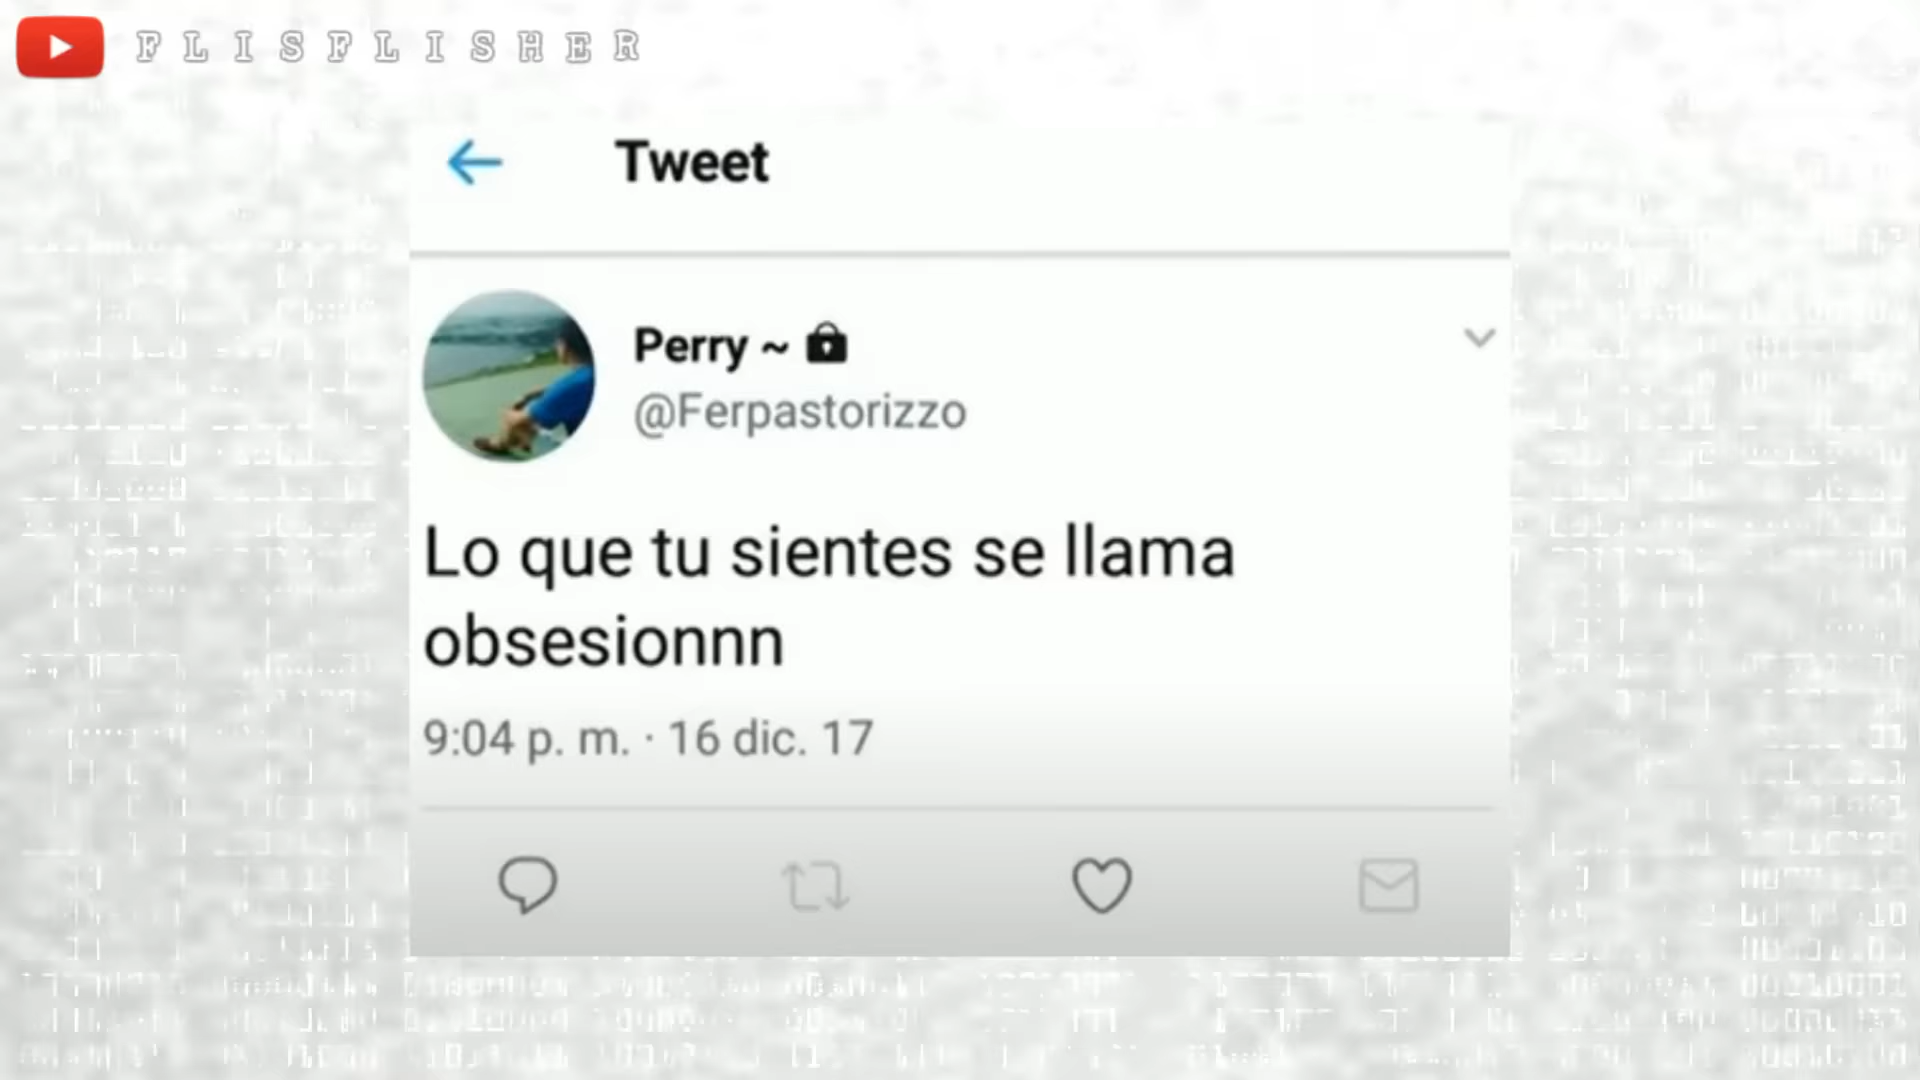 FLISFLISHER
Tweet
Perry ~
@Ferpastorizzo
Lo que tu sientes se llama
obsesionnn
9:04 p. m. · 16 dic. 17